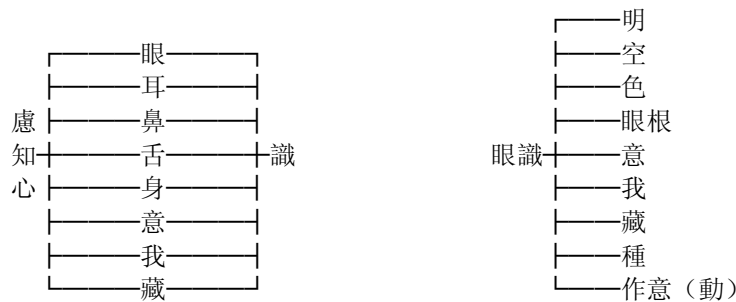 慮知心
眼
耳
鼻
舌
身
意
我
藏
識
眼識
明
空
色
眼根
意
我
藏
種
作意（動）